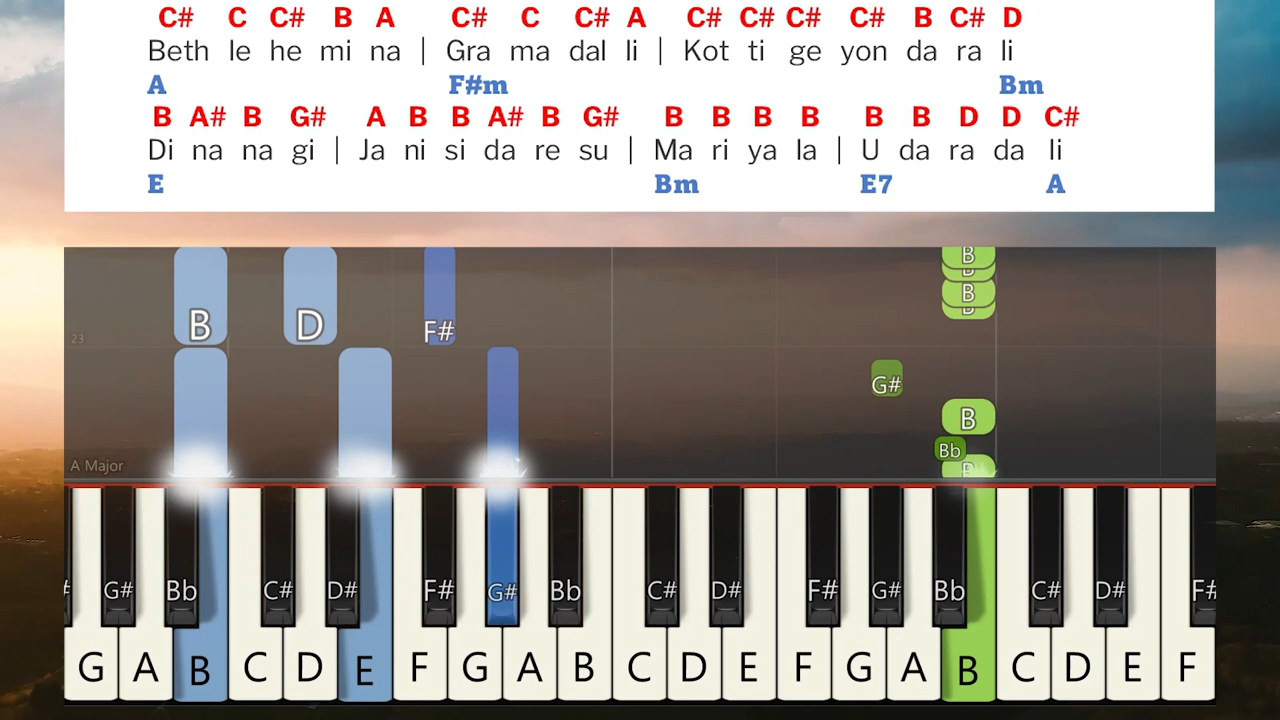 C# C C# B A C# C C# A C# C# C# C# B C# D
Beth le he mi na | Gra ma dal li | Kot ti ge yon da ra li
A F#m Bm
B A# B G# A B B A# B G# B B B B B B D D C#
Di na na gi | Ja ni si da re su | Ma ri ya la | U da ra da li
E Bm E7 A
B
B
B D F# B
23
G#
B
Bb
A Major B
# G# Bb C# D# F# G# Bb C# D# F# G# Bb C# D# F#
G A B C D E F G A B C D E F G A B C D E F